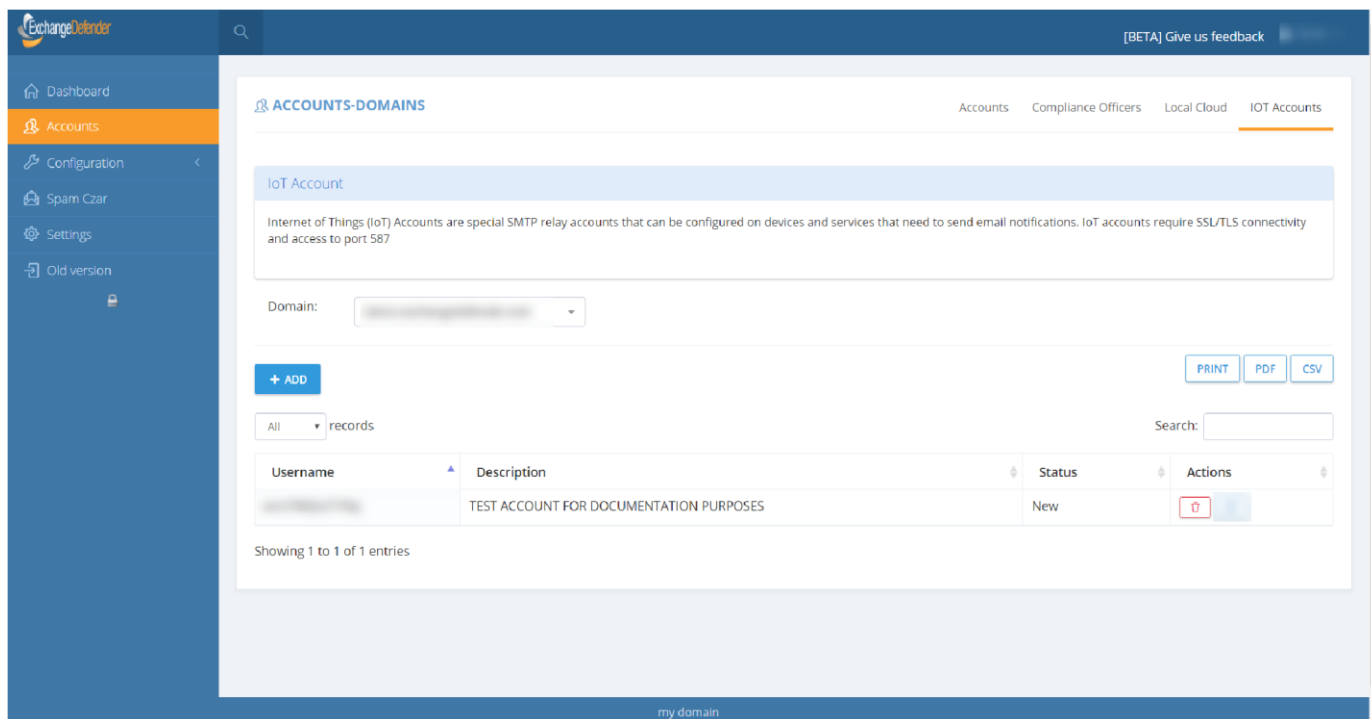 ExchangeDefender
[BETA] Give us feedback
Dashboard
Accounts
Configuration
Spam Czar
Settings
Old version
ACCOUNTS-DOMAINS
Accounts Compliance Officers Local Cloud IOT Accounts
IoT Account
Internet of Things (IoT) Accounts are special SMTP relay accounts that can be configured on devices and services that need to send email notifications. IoT accounts require SSL/TLS connectivity
and access to port 587
Domain:
+ ADD
PRINT PDF CSV
All records
Search:
Username Description Status Actions
TEST ACCOUNT FOR DOCUMENTATION PURPOSES New
Showing 1 to 1 of 1 entries
my domain